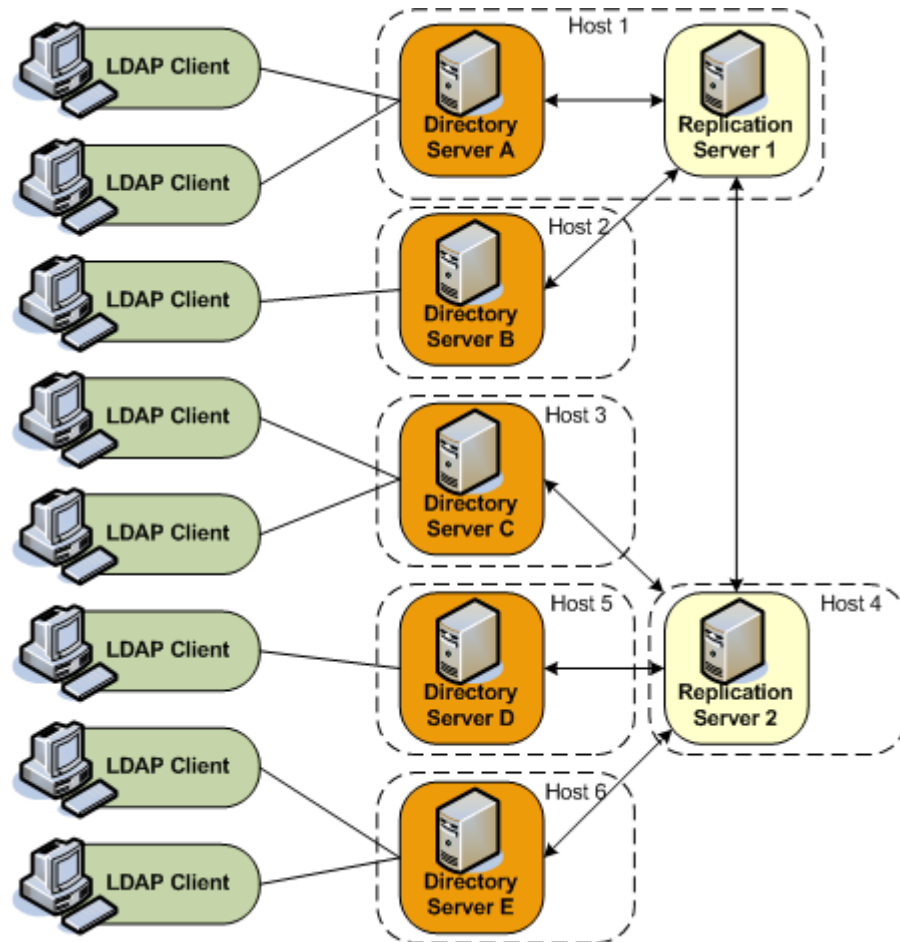 Host 1
LDAP Client
Directory
Server A
Replication
Server 1
LDAP Client
Host 2
LDAP Client
Directory
Server B
LDAP Client
Host 3
Directory
Server C
LDAP Client
Host 5
Host 4
LDAP Client
Directory
Server D
Replication
Server 2
LDAP Client
Host 6
LDAP Client
Directory
Server E